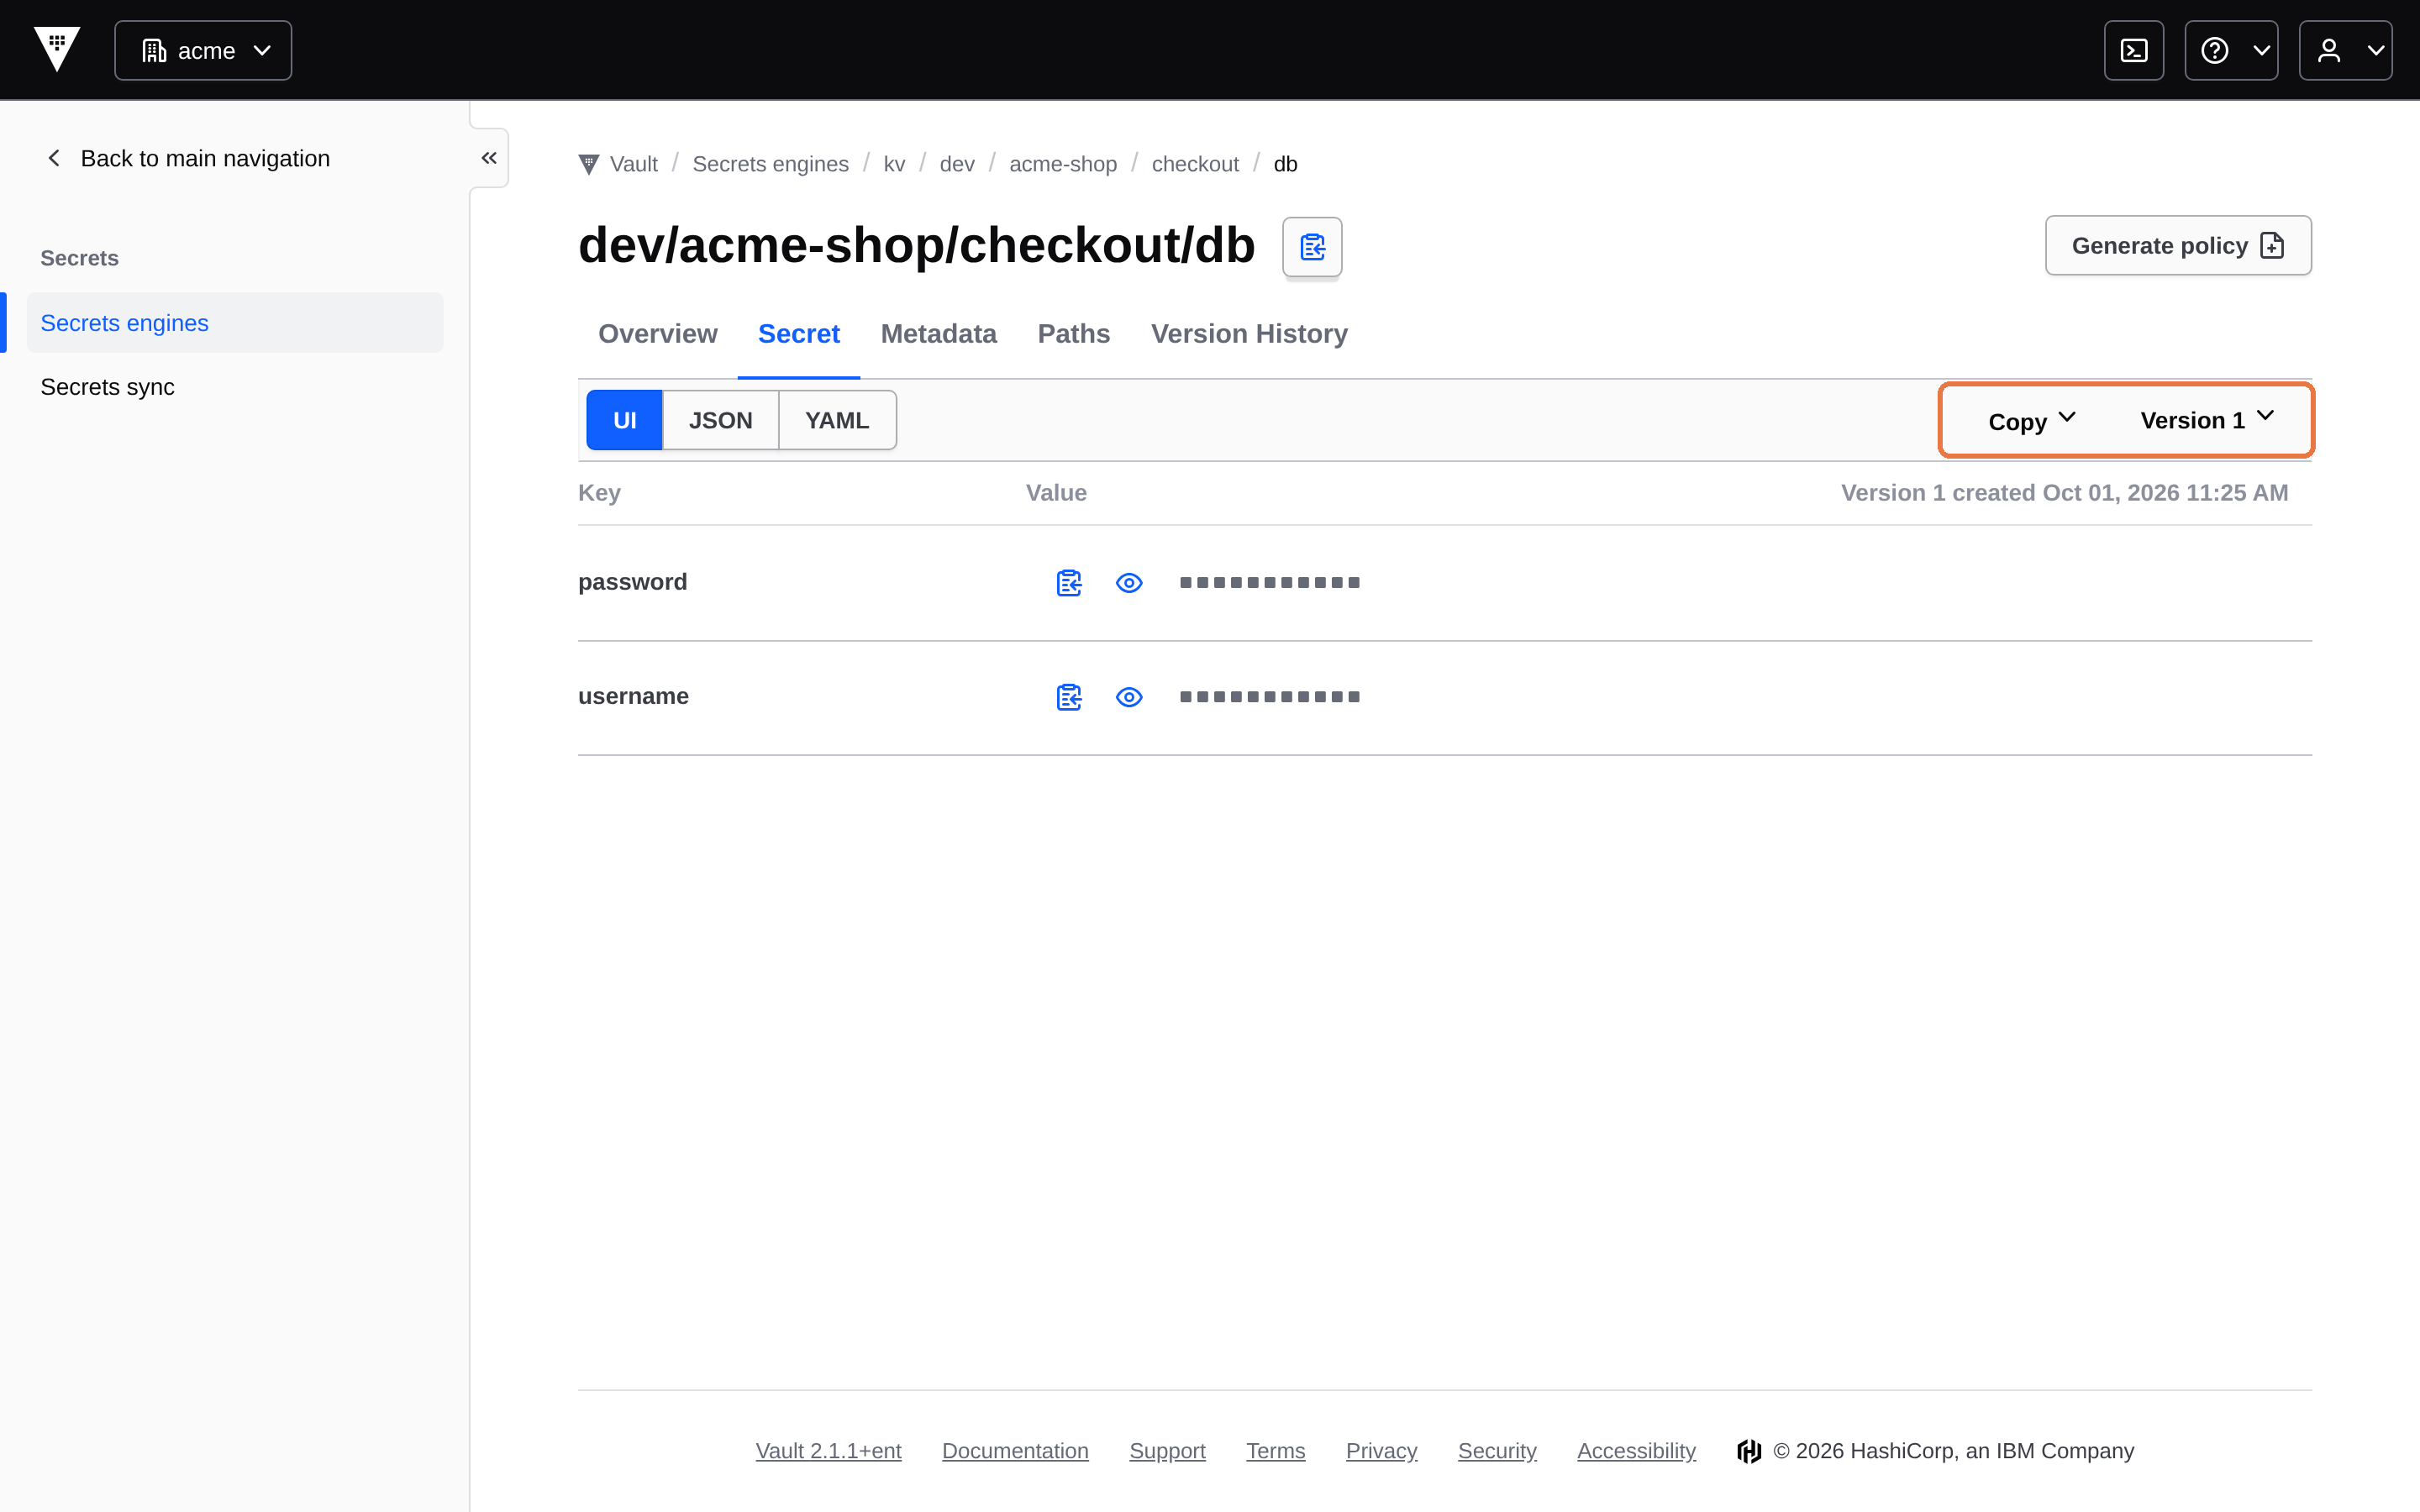 acme
Back to main navigation
Secrets
Secrets engines
Secrets sync
Vault / Secrets engines / kv / dev / acme-shop / checkout / db
dev/acme-shop/checkout/db
Generate policy
Overview Secret Metadata Paths Version History
UI JSON YAML Copy Version 1
Key Value Version 1 created Oct 01, 2026 11:25 AM
password
username
Vault 2.1.1+ent Documentation Support Terms Privacy Security Accessibility © 2026 HashiCorp, an IBM Company